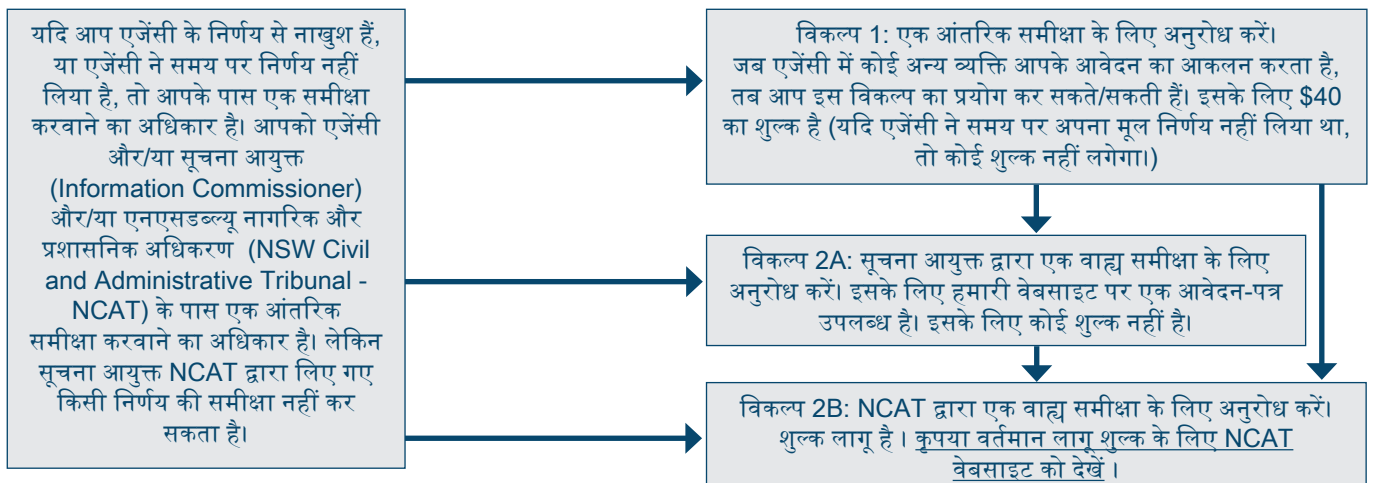 यदि आप एजेंसी के निर्णय से नाखुश हैं,
या एजेंसी ने समय पर निर्णय नहीं
लिया है, तो आपके पास एक समीक्षा
करवाने का अधिकार है। आपको एजेंसी
और/या सूचना आयुक्त
(Information Commissioner)
और/या एनएसडब्ल्यू नागरिक और
प्रशासनिक अधिकरण (NSW Civil
and Administrative Tribunal -
NCAT) के पास एक आंतरिक
समीक्षा करवाने का अधिकार है। लेकिन
सूचना आयुक्त NCAT द्वारा लिए गए
किसी निर्णय की समीक्षा नहीं कर
सकता है।
विकल्प 1: एक आंतरिक समीक्षा के लिए अनुरोध करें।
जब एजेंसी में कोई अन्य व्यक्ति आपके आवेदन का आकलन करता है,
तब आप इस विकल्प का प्रयोग कर सकते/सकती हैं। इसके लिए $40
का शुल्क है (यदि एजेंसी ने समय पर अपना मूल निर्णय नहीं लिया था,
तो कोई शुल्क नहीं लगेगा।)
विकल्प 2A: सूचना आयुक्त द्वारा एक वाह्य समीक्षा के लिए
अनुरोध करें। इसके लिए हमारी वेबसाइट पर एक आवेदन-पत्र
उपलब्ध है। इसके लिए कोई शुल्क नहीं है।
विकल्प 2B: NCAT द्वारा एक वाह्य समीक्षा के लिए अनुरोध करें।
शुल्क लागू है । कृपया वर्तमान लागू शुल्क के लिए NCAT
वेबसाइट को देखें ।